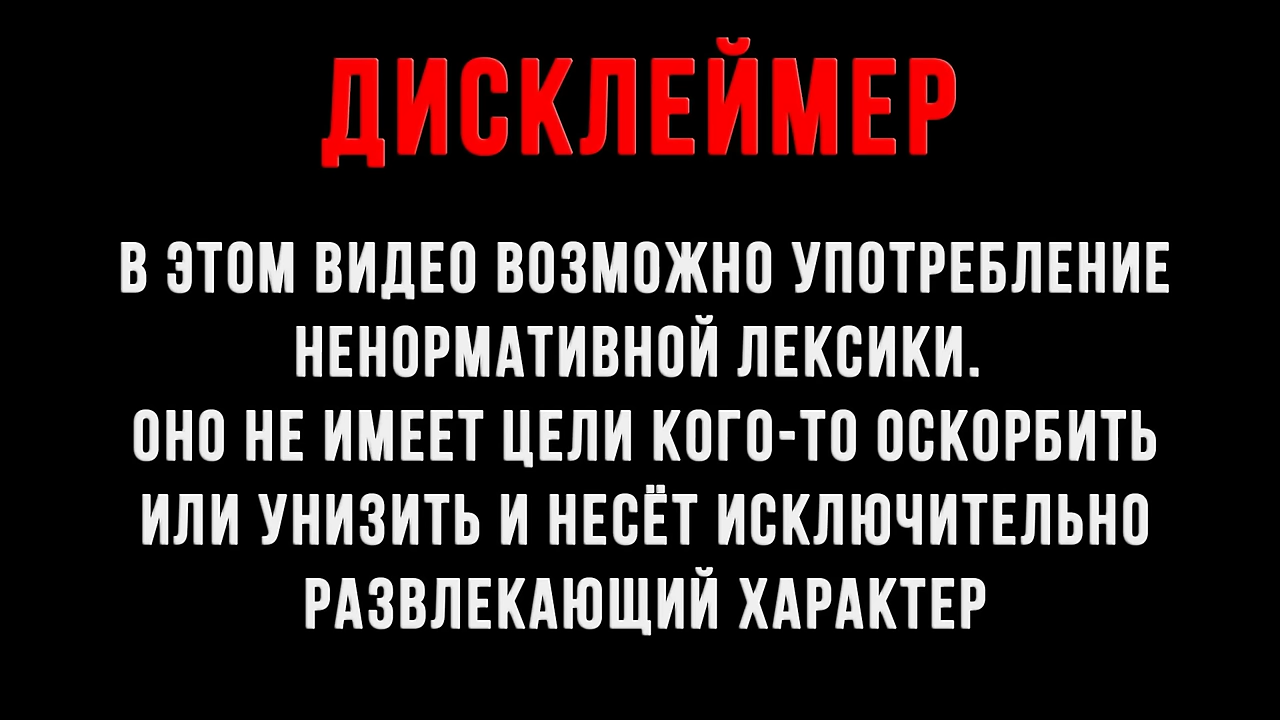 ДИСКЛЕЙМЕР
В ЭТОМ ВИДЕО ВОЗМОЖНО УПОТРЕБЛЕНИЕ
НЕНОРМАТИВНОЙ ЛЕКСИКИ.
ОНО НЕ ИМЕЕТ ЦЕЛИ КОГО-ТО ОСКОРБИТЬ
ИЛИ УНИЗИТЬ И НЕСЁТ ИСКЛЮЧИТЕЛЬНО
РАЗВЛЕКАЮЩИЙ ХАРАКТЕР